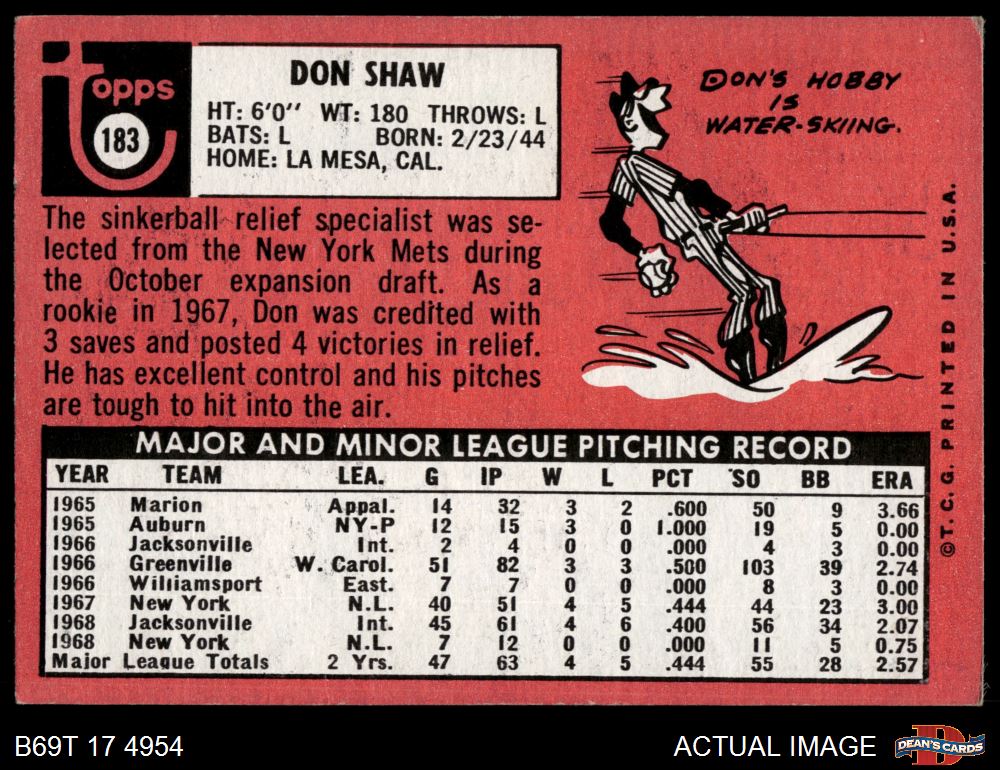 Topps
183
DON SHAW
HT: 6'0" WT: 180 THROWS: L
BATS: L BORN: 2/23/44
HOME: LA MESA, CAL.
The sinkerball relief specialist was se-
lected from the New York Mets during
the October expansion draft. As a
rookie in 1967, Don was credited with
3 saves and posted 4 victories in relief.
He has excellent control and his pitches
are tough to hit into the air.
DON'S HOBBY
IS
WATER-SKIING.
©T.C.G. PRINTED IN U.S.A.
MAJOR AND MINOR LEAGUE PITCHING RECORD
YEAR TEAM LEA. G IP W L PCT SO BB ERA
1965 Marion Appal. 14 32 3 2 .600 50 9 3.66
1965 Auburn NY-P 12 15 3 0 1.000 19 5 0.00
1966 Jacksonville Int. 2 4 0 0 .000 4 3 0.00
1966 Greenville W. Carol. 51 82 3 3 .500 103 39 2.74
1966 Williamsport East. 7 7 0 0 .000 8 3 0.00
1967 New York N.L. 40 51 4 5 .444 44 23 3.00
1968 Jacksonville Int. 45 61 4 6 .400 56 34 2.07
1968 New York N.L. 7 12 0 0 .000 11 5 0.75
Major League Totals 2 Yrs. 47 63 4 5 .444 55 28 2.57
B69T 17 4954
ACTUAL IMAGE
DEAN'S CARDS